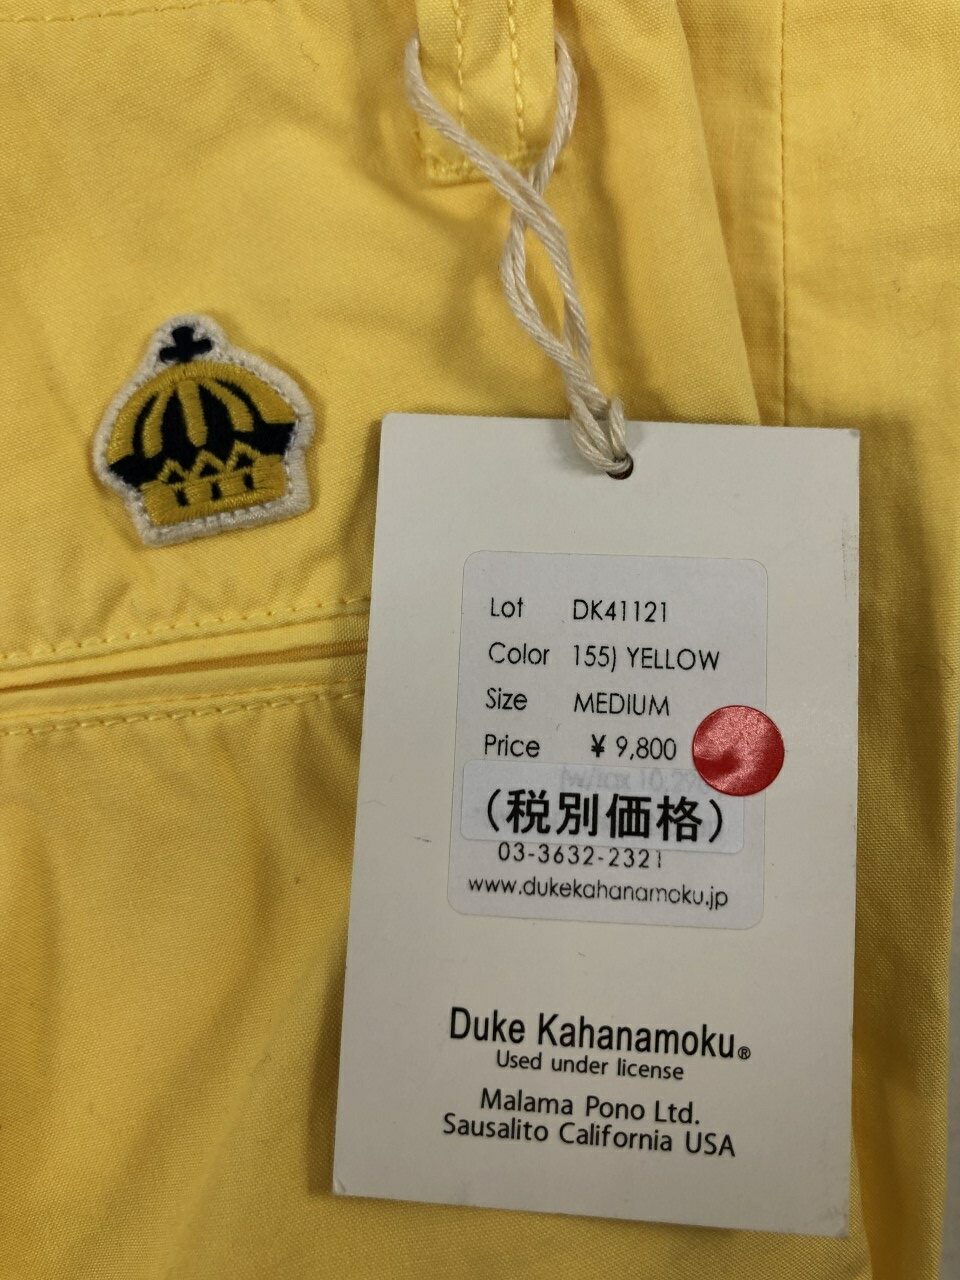 Lot DK41121
Color 155) YELLOW
Size MEDIUM
Price ¥ 9,800
(税別価格)
03-3632-2321
www.dukekahanamoku.jp
Duke Kahanamoku®
Used under license
Malama Pono Ltd.
Sausalito California USA